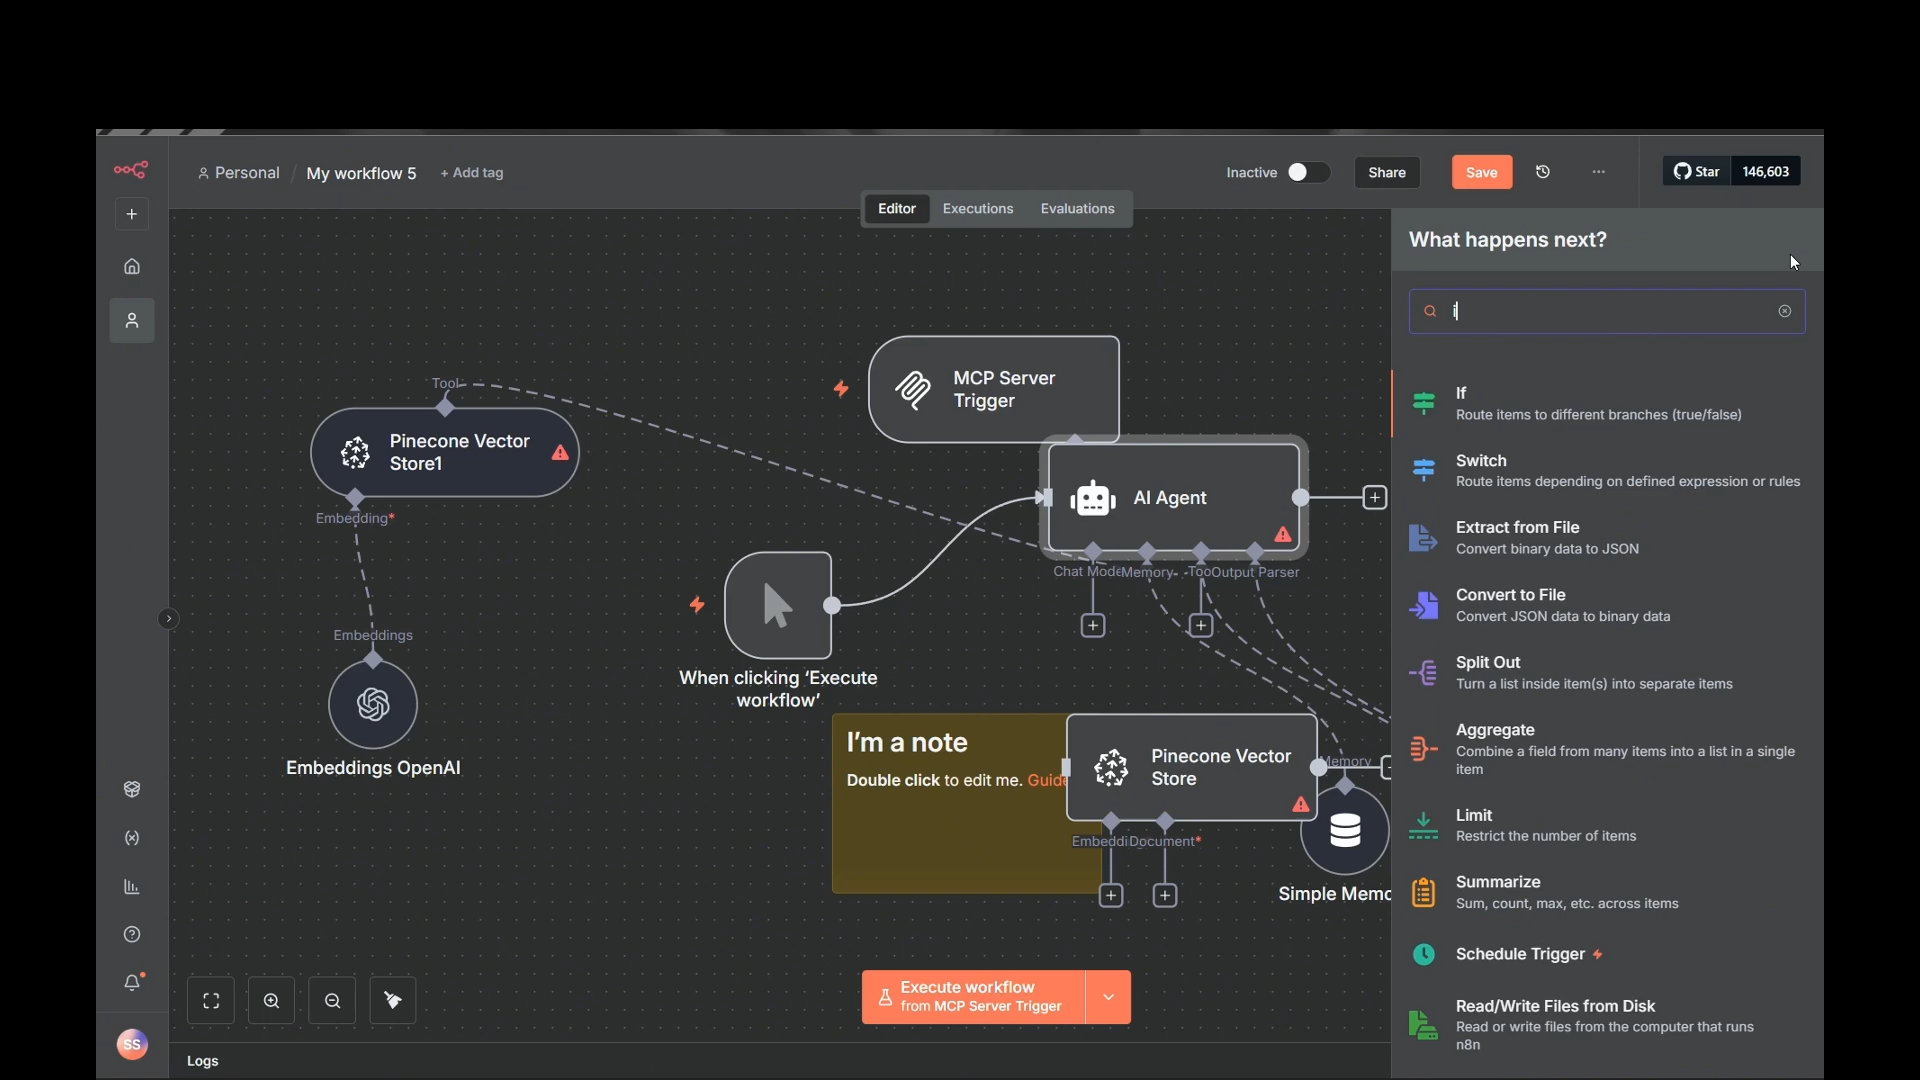 Personal / My workflow 5 + Add tag
Inactive
Share
Save
...
Star 146,603
Editor Executions Evaluations
What happens next?
i
If
Route items to different branches (true/false)
Switch
Route items depending on defined expression or rules
Extract from File
Convert binary data to JSON
Convert to File
Convert JSON data to binary data
Split Out
Turn a list inside item(s) into separate items
Aggregate
Combine a field from many items into a list in a single
item
Limit
Restrict the number of items
Summarize
Sum, count, max, etc. across items
Schedule Trigger
Read/Write Files from Disk
Read or write files from the computer that runs
n8n
MCP Server
Trigger
Tool
Pinecone Vector
Store1
Embedding*
Embeddings
Embeddings OpenAI
AI Agent
Chat Mode
Memory
Too
Output Parser
When clicking ‘Execute
workflow’
I'm a note
Double click to edit me. Guide
Pinecone Vector
Store
Memory
Embeddi
Document*
Simple Memo
Execute workflow
from MCP Server Trigger
SS
Logs